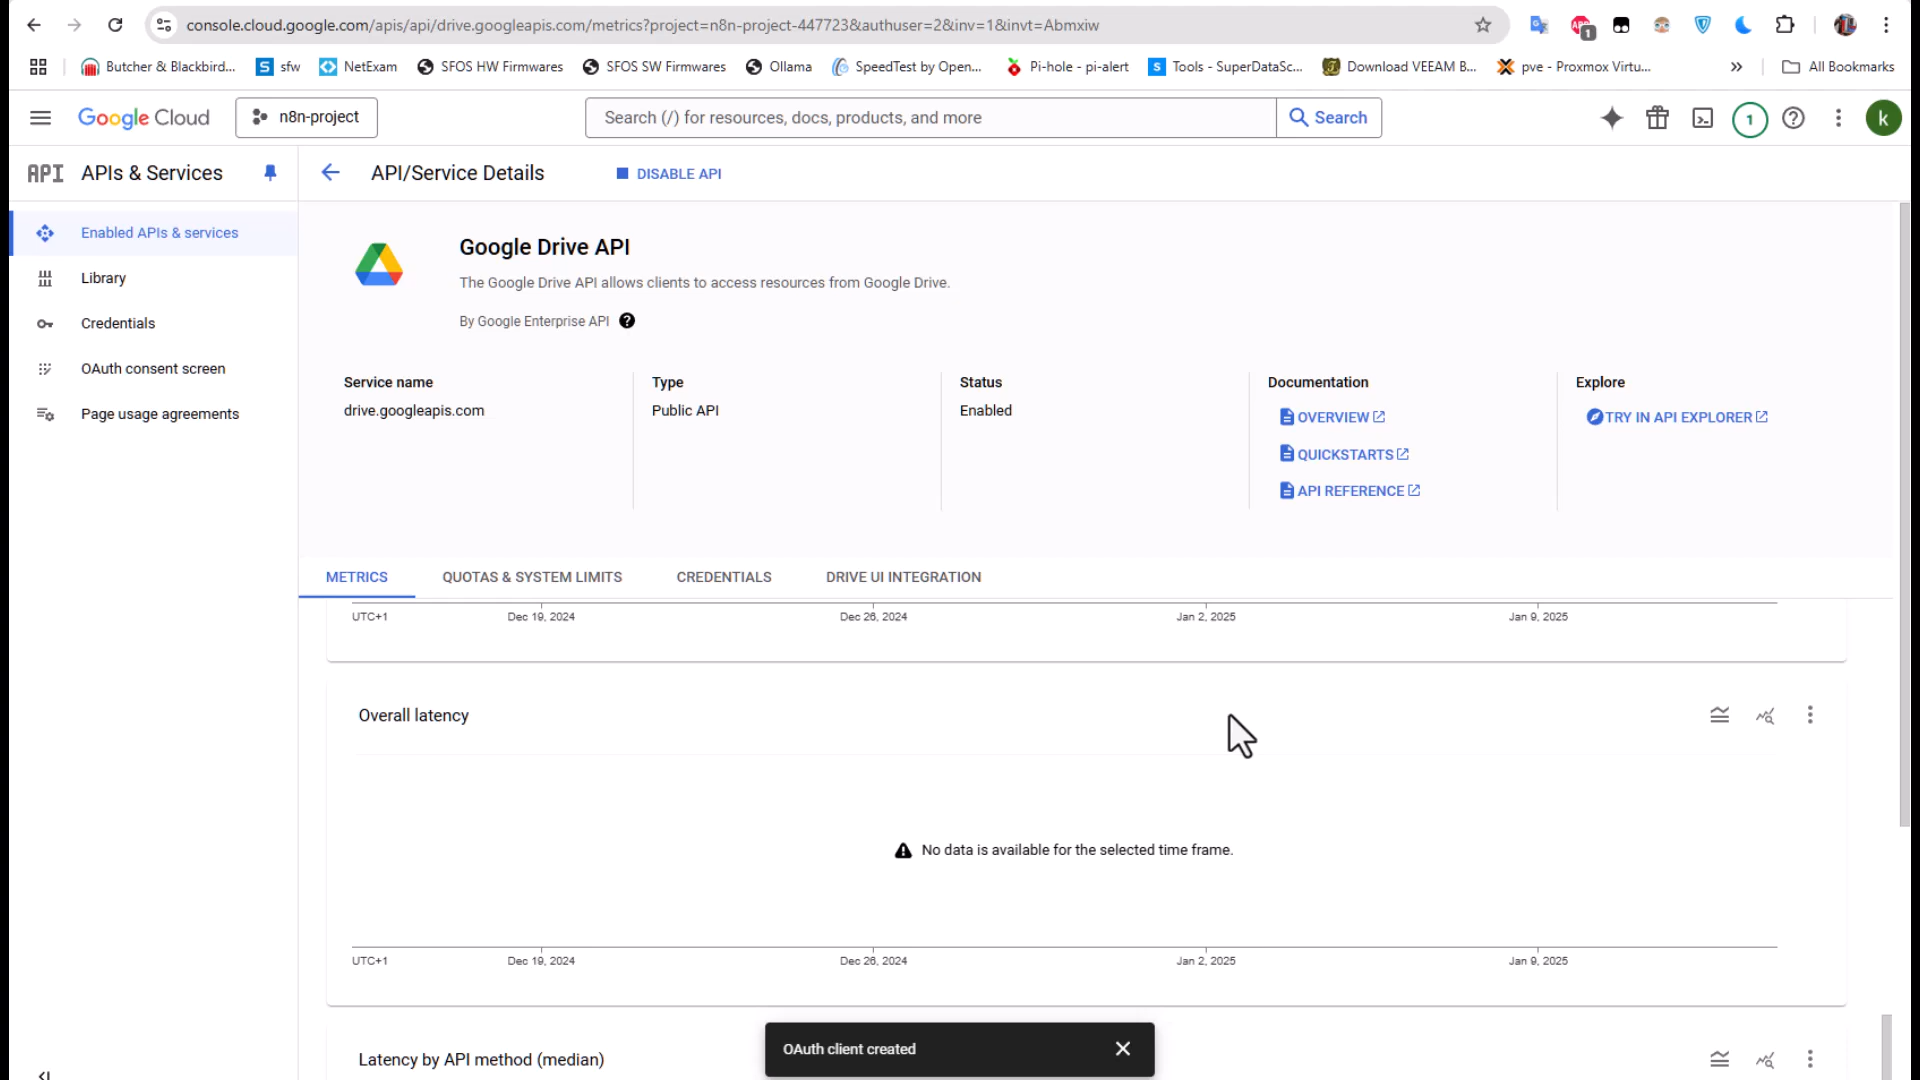 console.cloud.google.com/apis/api/drive.googleapis.com/metrics?project=n8n-project-447723&authuser=2&inv=1&invt=Abmxiw
1
Butcher & Blackbird...
S sfw
NetExam
SFOS HW Firmwares
SFOS SW Firmwares
Ollama
SpeedTest by Open...
Pi-hole - pi-alert
S Tools - SuperDataSc...
Download VEEAM B...
pve - Proxmox Virtu...
»
All Bookmarks
Google Cloud
n8n-project
Search (/) for resources, docs, products, and more
Search
1
k
API APIs & Services
API/Service Details
DISABLE API
Enabled APIs & services
Library
Credentials
OAuth consent screen
Page usage agreements
Google Drive API
The Google Drive API allows clients to access resources from Google Drive.
By Google Enterprise API
Service name
drive.googleapis.com
Type
Public API
Status
Enabled
Documentation
OVERVIEW
QUICKSTARTS
API REFERENCE
Explore
TRY IN API EXPLORER
METRICS
QUOTAS & SYSTEM LIMITS
CREDENTIALS
DRIVE UI INTEGRATION
UTC+1 Dec 19, 2024 Dec 26, 2024 Jan 2, 2025 Jan 9, 2025
Overall latency
No data is available for the selected time frame.
UTC+1 Dec 19, 2024 Dec 26, 2024 Jan 2, 2025 Jan 9, 2025
Latency by API method (median)
OAuth client created